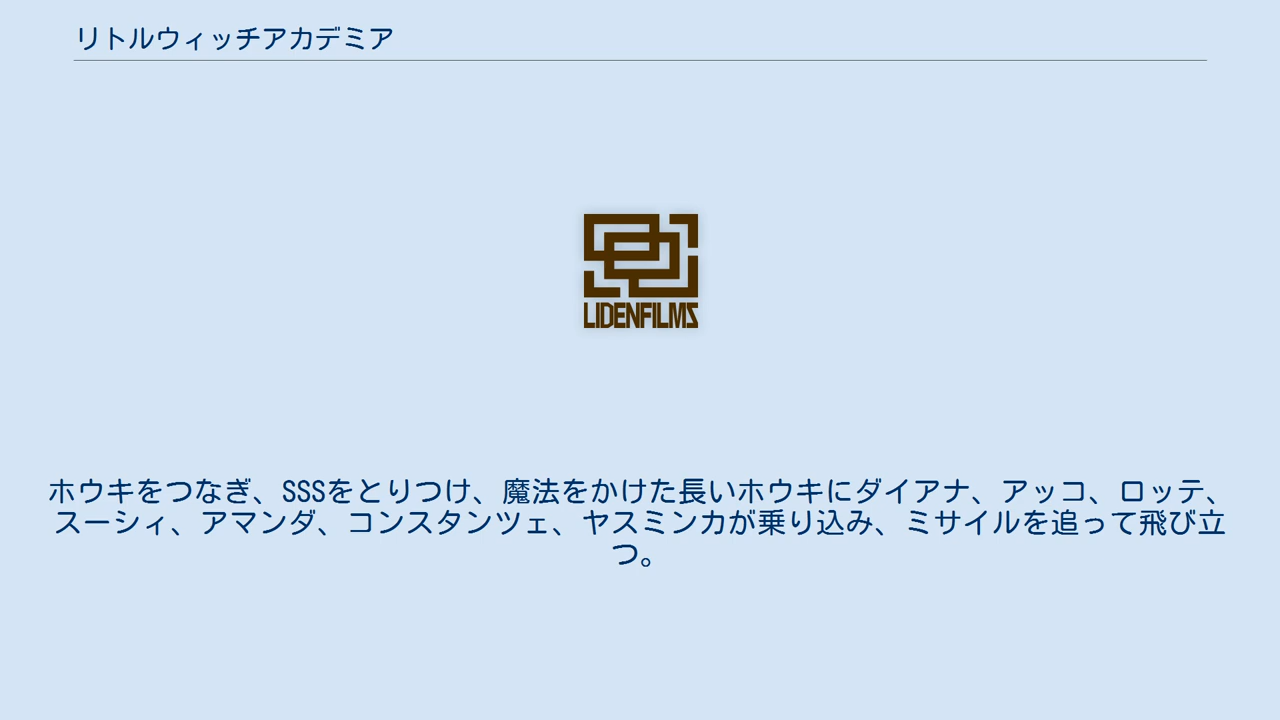 リトルウィッチアカデミア
LIDENFILMS
ホウキをつなぎ、SSSをとりつけ、魔法をかけた長いホウキにダイアナ、アッコ、ロッテ、
スーシィ、アマンダ、コンスタンツェ、ヤスミンカが乗り込み、ミサイルを追って飛び立
つ。